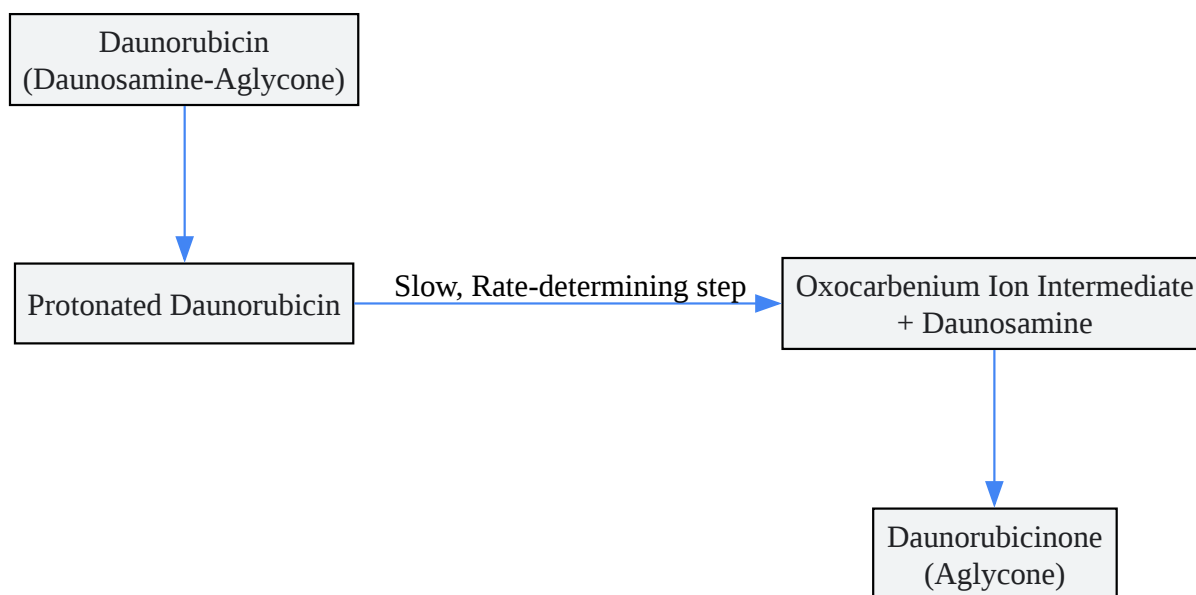 Daunorubicin
(Daunosamine-Aglycone)
Protonated Daunorubicin
Slow, Rate-determining step
Oxocarbenium Ion Intermediate
+ Daunosamine
Daunorubicinone
(Aglycone)